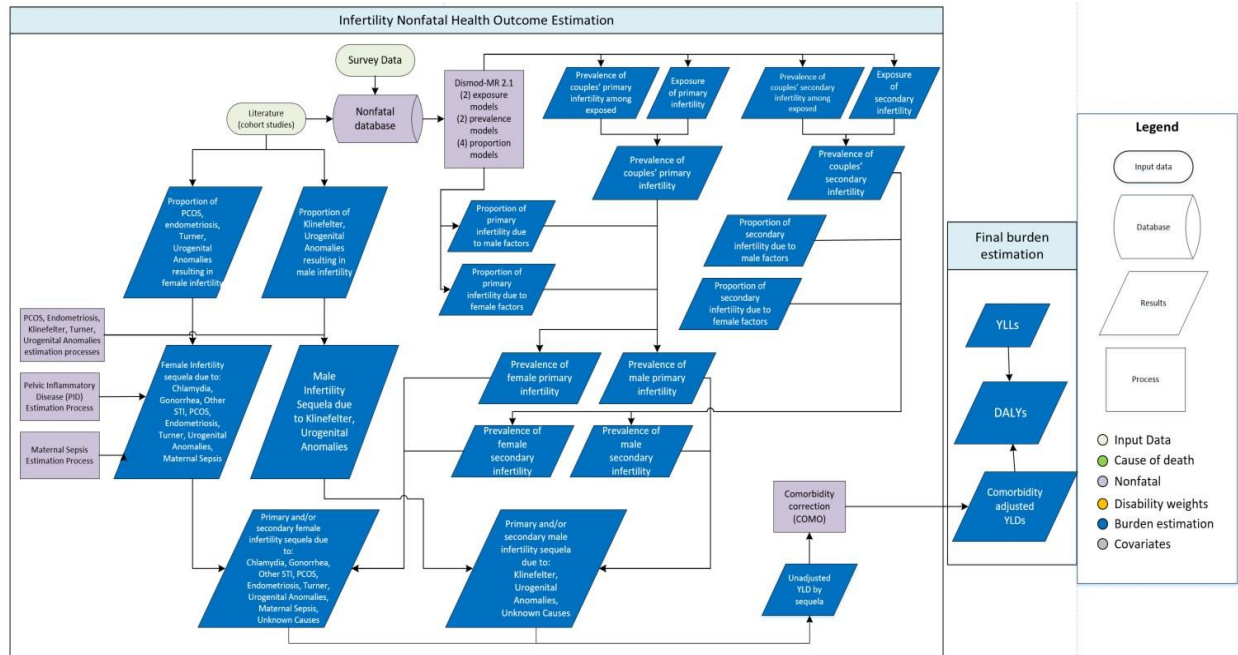 Infertility Nonfatal Health Outcome Estimation
Survey Data
Literature
(cohort studies)
Nonfatal
database
Dismod-MR 2.1
(2) exposure
models
(2) prevalence
models
(4) proportion
models
Prevalence of
couples' primary
infertility among
exposed
Exposure
of primary
infertility
Prevalence of
couples' secondary
infertility among
exposed
Exposure
of
secondary
infertility
Prevalence of
couples' primary
infertility
Prevalence of
couples'
secondary
infertility
Proportion of
PCOS,
endometriosis,
Turner,
Urogenital
Anomalies
resulting in
female infertility
Proportion of
Klinefelter,
Urogenital
Anomalies
resulting in
male infertility
Proportion of
primary
infertility due
to male factors
Proportion of
primary
infertility due to
female factors
Proportion of
secondary
infertility due to
male factors
Proportion of
secondary
infertility due to
female factors
PCOS, Endometriosis,
Klinefelter, Turner,
Urogenital Anomalies
estimation processes
Pelvic Inflammatory
Disease (PID)
Estimation Process
Maternal Sepsis
Estimation Process
Female Infertility
sequela due to:
Chlamydia,
Gonorrhea, Other
STI, PCOS,
Endometriosis,
Turner, Urogenital
Anomalies,
Maternal Sepsis
Male
Infertility
Sequela due
to Klinefelter,
Urogenital
Anomalies
Prevalence of
female primary
infertility
Prevalence of
male primary
infertility
Prevalence of
female
secondary
infertility
Prevalence of
male secondary
infertility
Primary and/or
secondary female
infertility sequela due
to:
Chlamydia, Gonorrhea,
Other STI, PCOS,
Endometriosis, Turner,
Urogenital Anomalies,
Maternal Sepsis,
Unknown Causes
Primary and/or
secondary male
infertility sequela
due to:
Klinefelter,
Urogenital
Anomalies,
Unknown Causes
Comorbidity
correction
(COMO)
Unadjusted
YLD by
sequela
Final burden
estimation
YLLs
DALYs
Comorbidity
adjusted
YLDs
Legend
Input data
Database
Results
Process
Input Data
Cause of death
Nonfatal
Disability weights
Burden estimation
Covariates